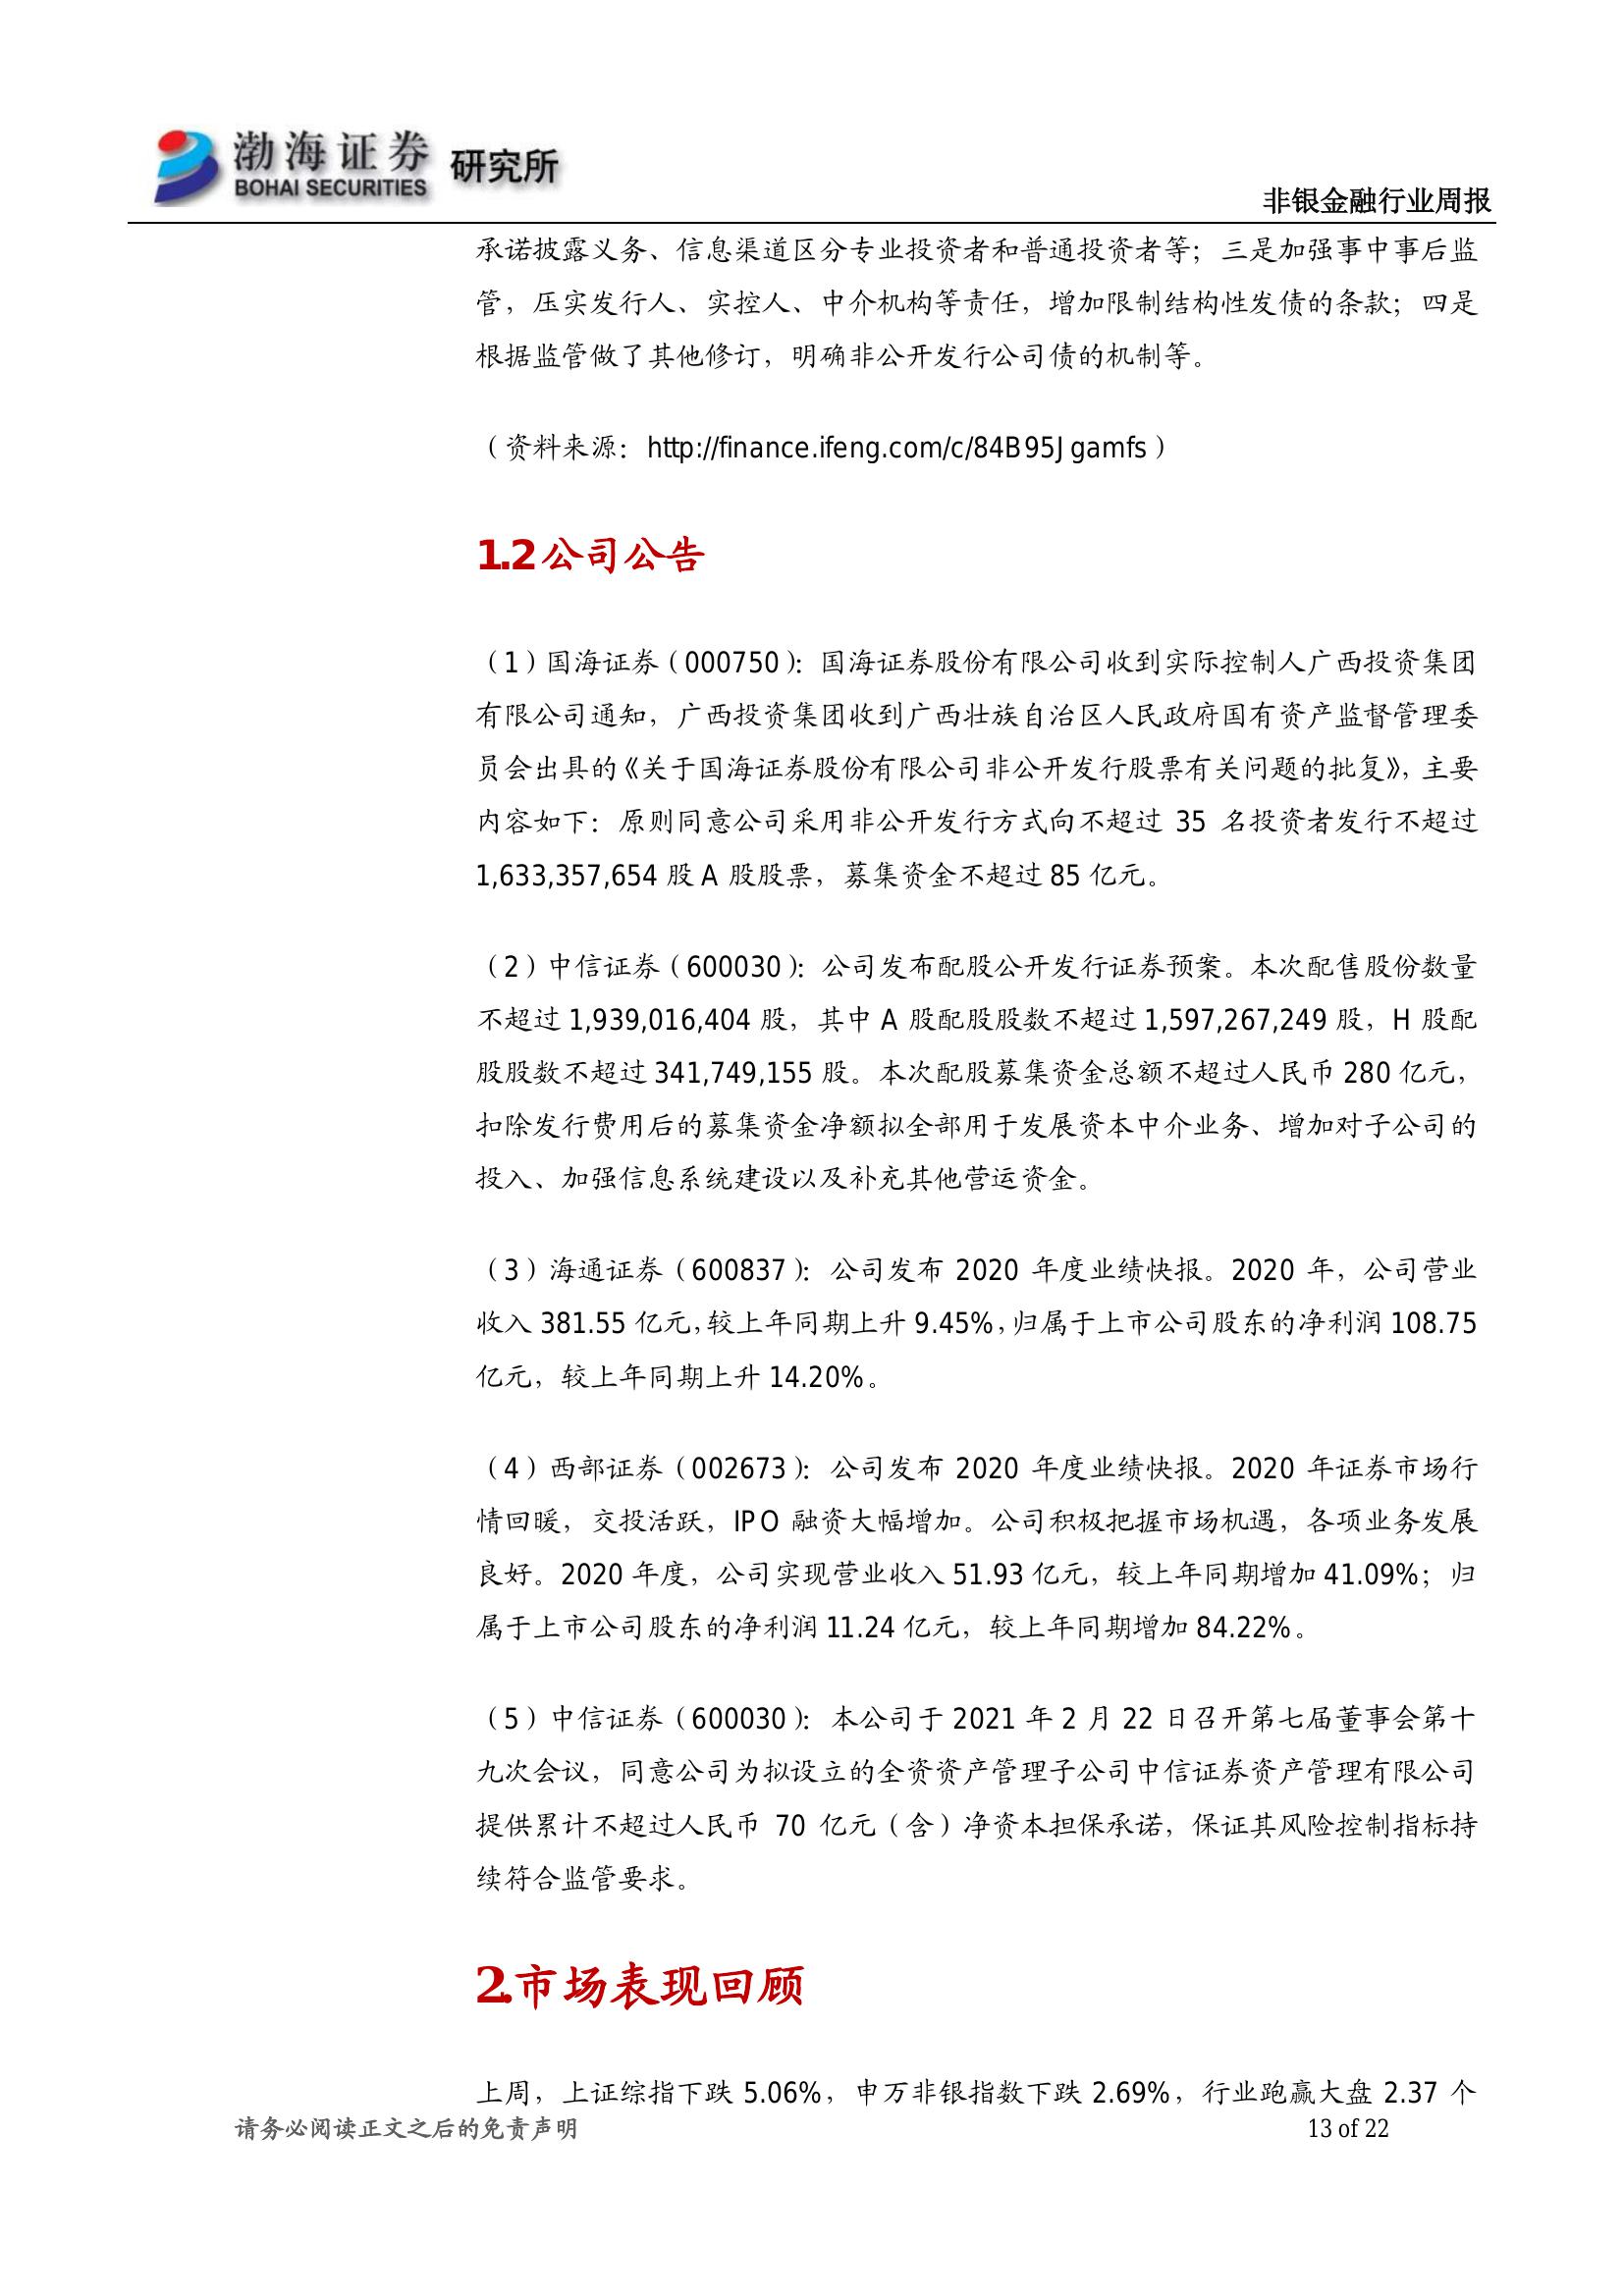 渤海证券 研究所
BOHAI SECURITIES
非银金融行业周报
承诺披露义务、信息渠道区分专业投资者和普通投资者等；三是加强事中事后监
管，压实发行人、实控人、中介机构等责任，增加限制结构性发债的条款；四是
根据监管做了其他修订，明确非公开发行公司债的机制等。
（资料来源：http://finance.ifeng.com/c/84B95Jgamfs）
1.2 公司公告
（1）国海证券（000750）：国海证券股份有限公司收到实际控制人广西投资集团
有限公司通知，广西投资集团收到广西壮族自治区人民政府国有资产监督管理委
员会出具的《关于国海证券股份有限公司非公开发行股票有关问题的批复》，主要
内容如下：原则同意公司采用非公开发行方式向不超过 35 名投资者发行不超过
1,633,357,654 股 A 股股票，募集资金不超过 85 亿元。
（2）中信证券（600030）：公司发布配股公开发行证券预案。本次配售股份数量
不超过 1,939,016,404 股，其中 A 股配股股数不超过 1,597,267,249 股，H 股配
股股数不超过 341,749,155 股。本次配股募集资金总额不超过人民币 280 亿元，
扣除发行费用后的募集资金净额拟全部用于发展资本中介业务、增加对子公司的
投入、加强信息系统建设以及补充其他营运资金。
（3）海通证券（600837）：公司发布 2020 年度业绩快报。2020 年，公司营业
收入 381.55 亿元，较上年同期上升 9.45%，归属于上市公司股东的净利润 108.75
亿元，较上年同期上升 14.20%。
（4）西部证券（002673）：公司发布 2020 年度业绩快报。2020 年证券市场行
情回暖，交投活跃，IPO 融资大幅增加。公司积极把握市场机遇，各项业务发展
良好。2020 年度，公司实现营业收入 51.93 亿元，较上年同期增加 41.09%；归
属于上市公司股东的净利润 11.24 亿元，较上年同期增加 84.22%。
（5）中信证券（600030）：本公司于 2021 年 2 月 22 日召开第七届董事会第十
九次会议，同意公司为拟设立的全资资产管理子公司中信证券资产管理有限公司
提供累计不超过人民币 70 亿元（含）净资本担保承诺，保证其风险控制指标持
续符合监管要求。
2.市场表现回顾
上周，上证综指下跌 5.06%，申万非银指数下跌 2.69%，行业跑赢大盘 2.37 个
请务必阅读正文之后的免责声明
13 of 22